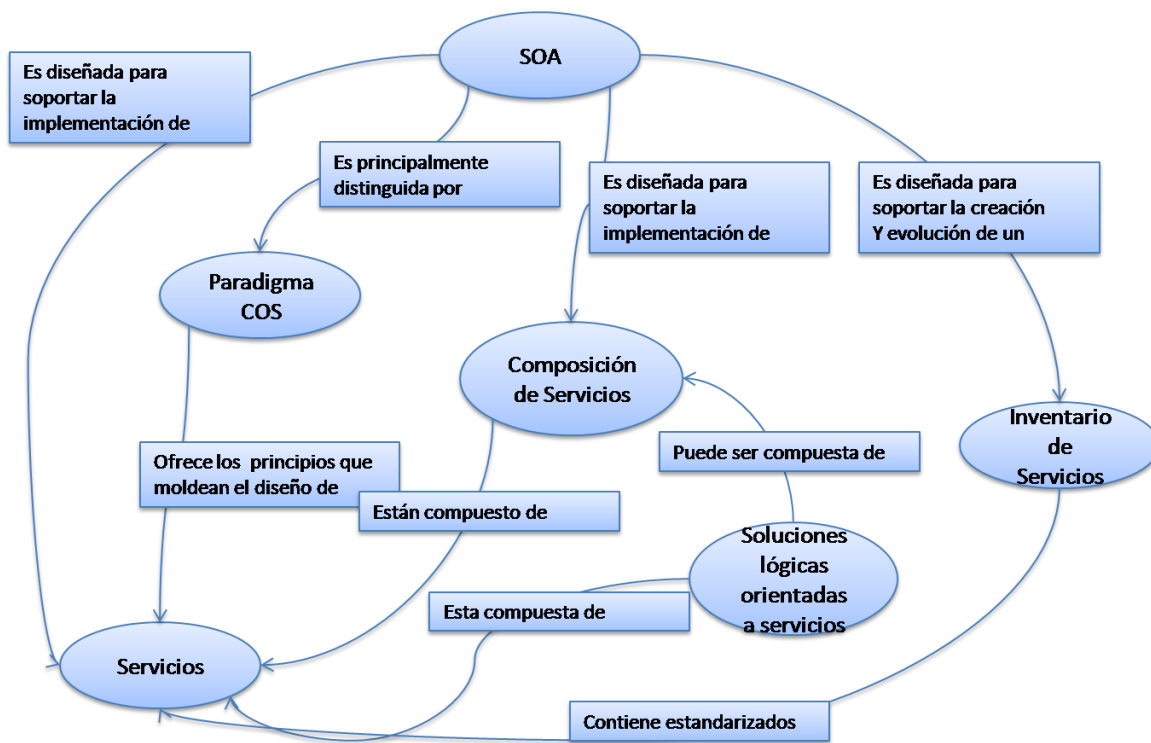 SOA
Es diseñada para
soportar la
implementación de
Es principalmente
distinguida por
Es diseñada para
soportar la
implementación de
Es diseñada para
soportar la creación
Y evolución de un
Paradigma
COS
Composición
de Servicios
Inventario
de
Servicios
Puede ser compuesta de
Ofrece los principios que
moldean el diseño de
Están compuesto de
Soluciones
lógicas
orientadas
a servicios
Esta compuesta de
Servicios
Contiene estandarizados